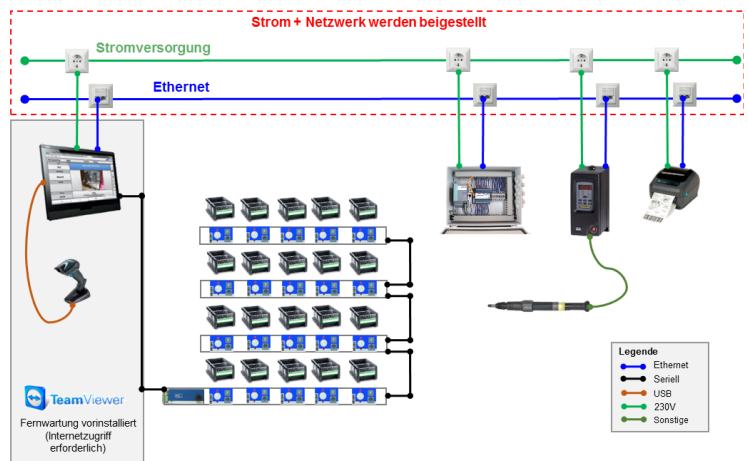 Strom + Netzwerk werden beigestellt
Stromversorgung
Ethernet
TeamViewer
Fernwartung vorinstalliert
(Internetzugriff
erforderlich)
Legende
Ethernet
Seriell
USB
230V
Sonstige